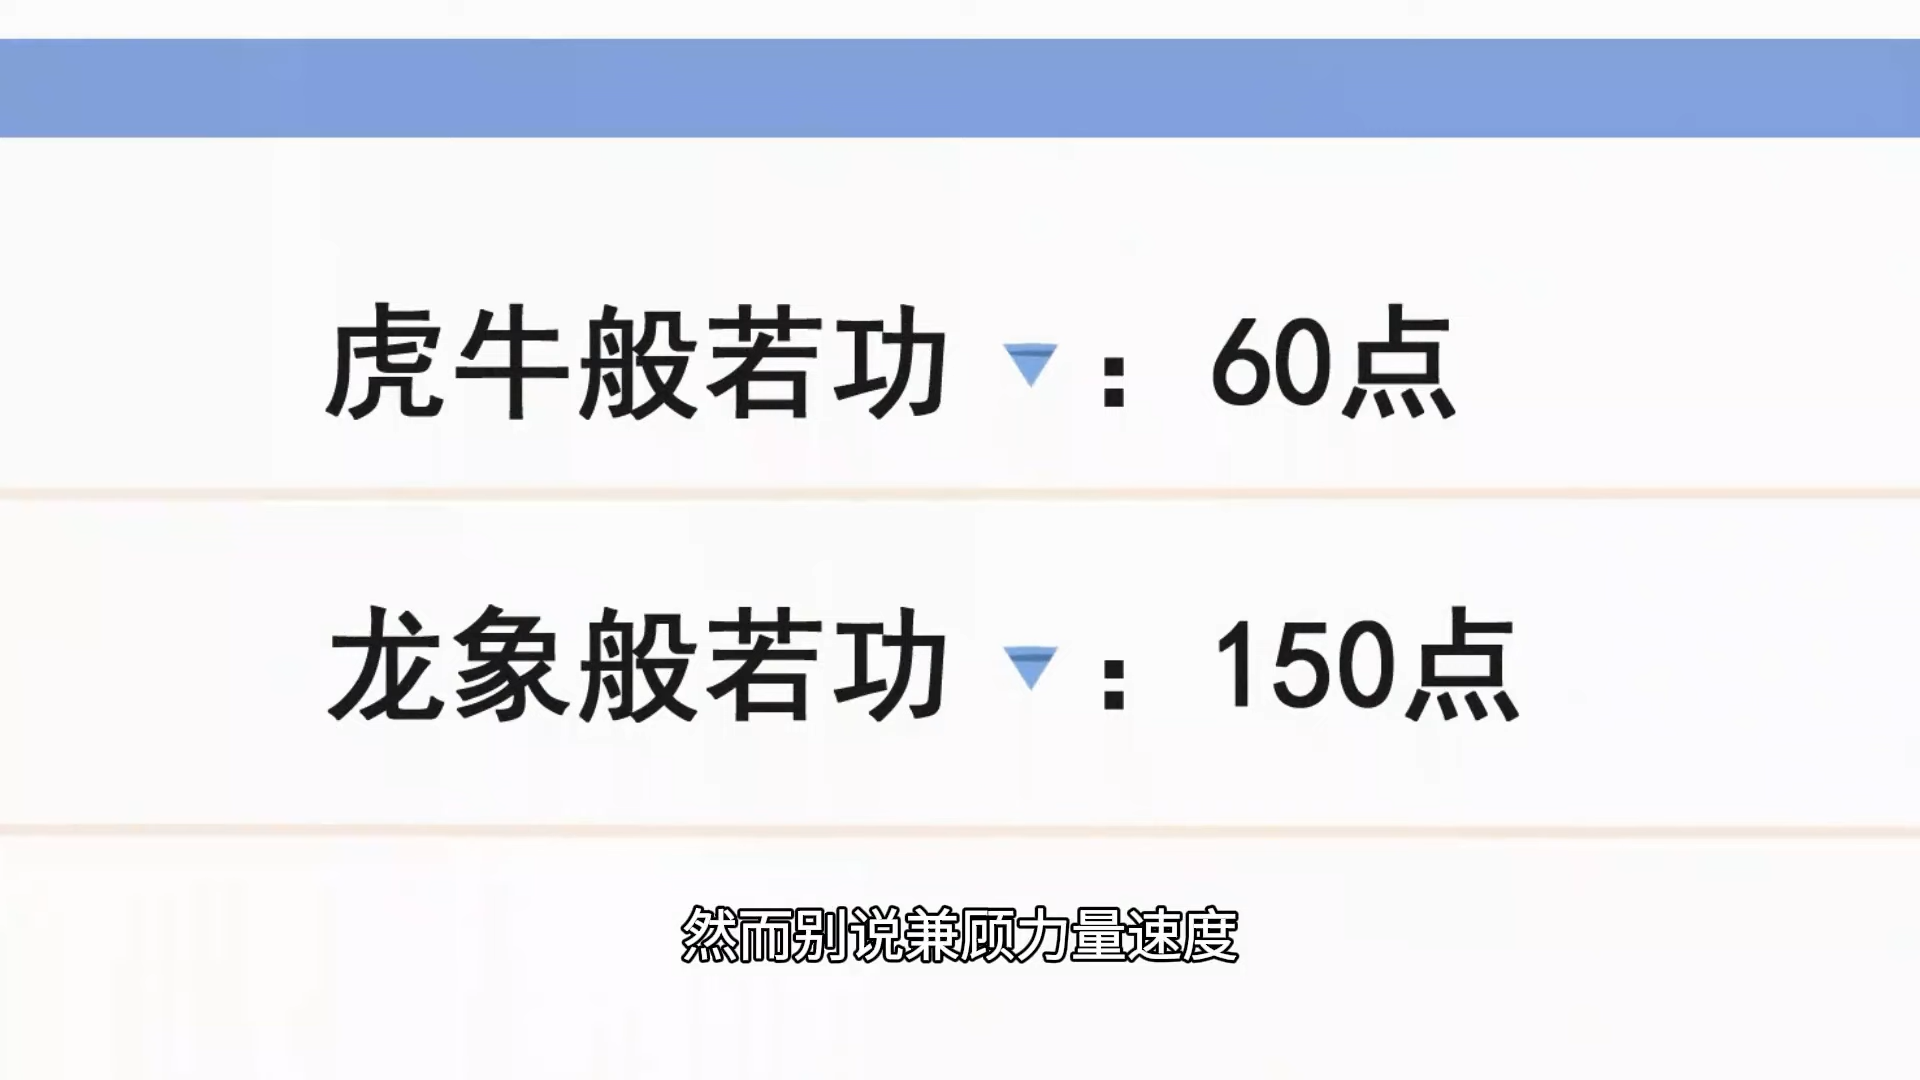 虎牛般若功 ▼ : 60点
龙象般若功 ▼ : 150点
然而别说兼顾力量速度